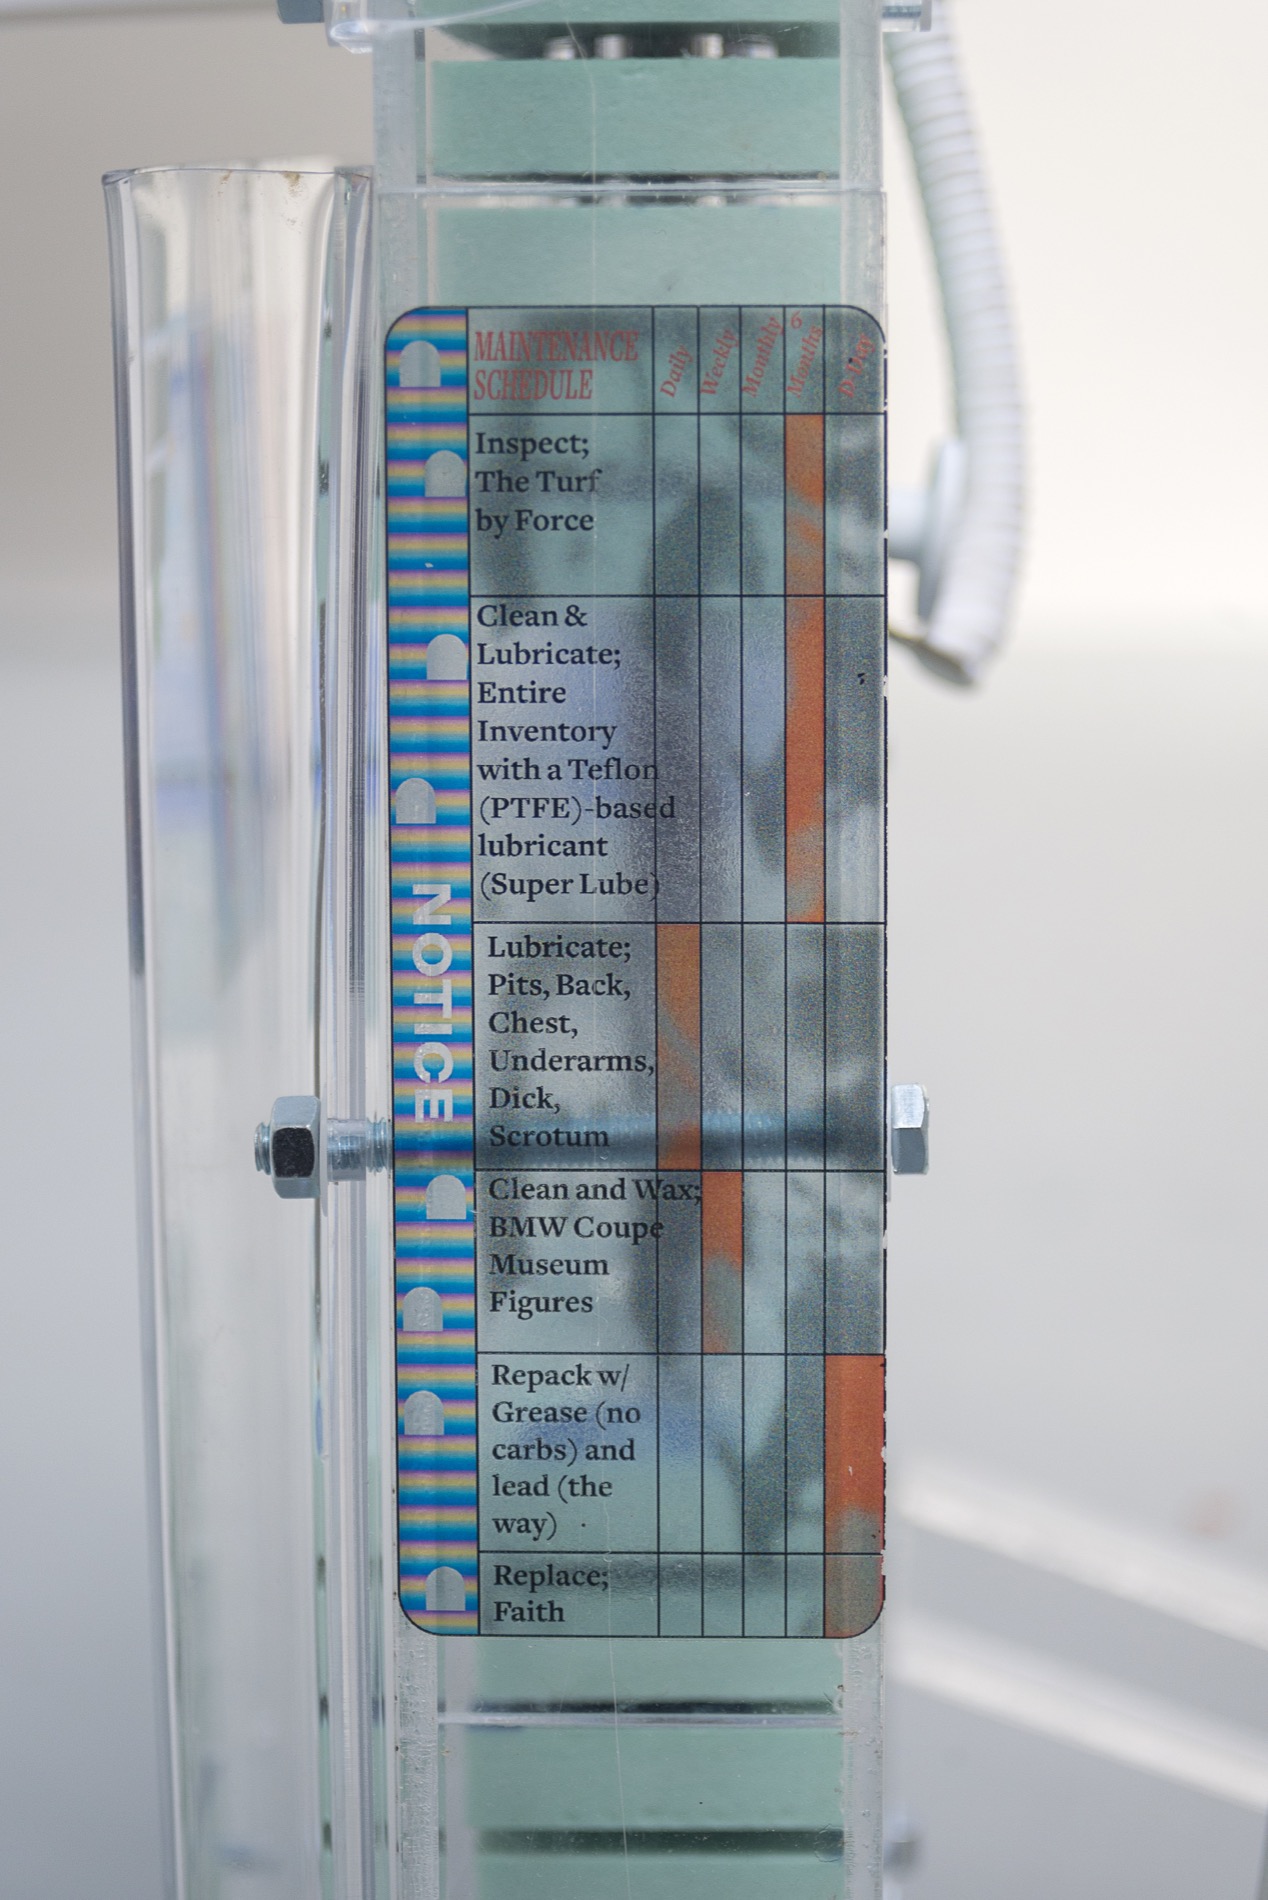 MAINTENANCE
SCHEDULE
Daily
Weekly
Monthly
6
Months
D-Day
Inspect;
The Turf
by Force
Clean &
Lubricate;
Entire
Inventory
with a Teflon
(PTFE)-based
lubricant
(Super Lube)
Lubricate;
Pits, Back,
Chest,
Underarms,
Dick,
Scrotum
Clean and Wax;
BMW Coupe
Museum
Figures
Repack w/
Grease (no
carbs) and
lead (the
way)
Replace;
Faith
NOTICE